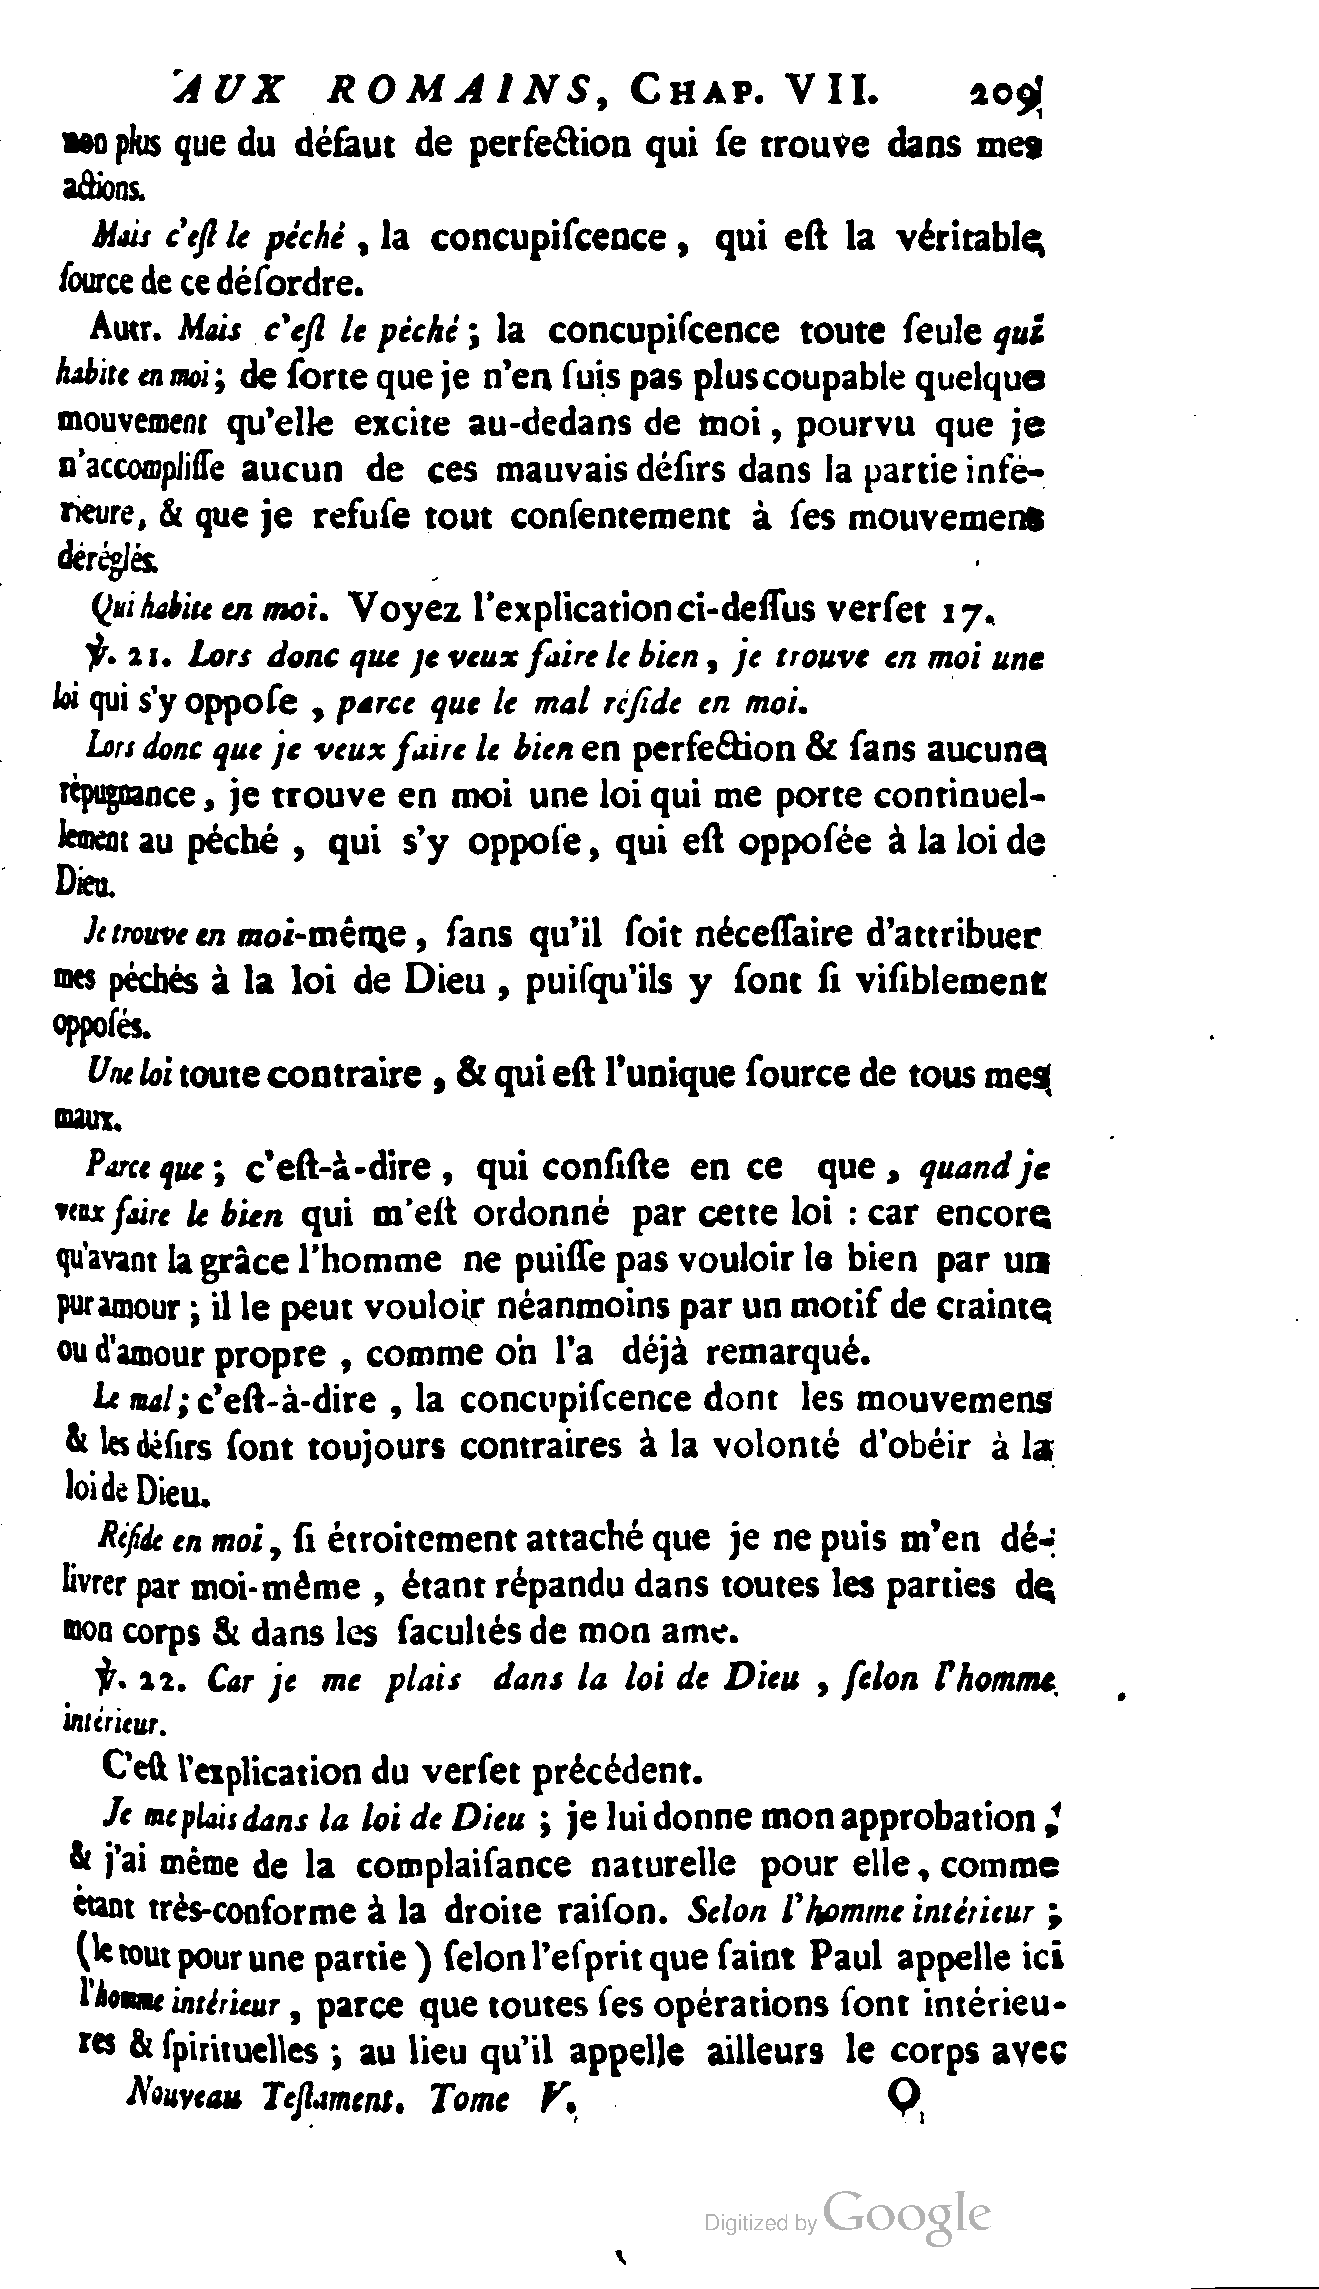 AUX ROMAINS, CHAP. VII. 209
non plus que du défaut de perfection qui ſe trouve dans mes
actions.
Mais c'eſt le péché, la concupiſcence, qui eſt la véritable
ſource de ce déſordre.
Autr. Mais c'eſt le péché; la concupiſcence toute ſeule qui
habite en moi; de ſorte que je n'en ſuis pas plus coupable quelque
mouvement qu'elle excite au-dedans de moi, pourvu que je
n'accompliſſe aucun de ces mauvais déſirs dans la partie infé-
rieure, & que je refuſe tout conſentement à ſes mouvemens
déréglés.
Qui habite en moi. Voyez l'explication ci-deſſus verſet 17.
℣. 21. Lors donc que je veux faire le bien, je trouve en moi une
loi qui s'y oppoſe, parce que le mal réſide en moi.
Lors donc que je veux faire le bien en perfection & ſans aucune
répugnance, je trouve en moi une loi qui me porte continuel-
lement au péché, qui s'y oppoſe, qui eſt oppoſée à la loi de
Dieu.
Je trouve en moi-même, ſans qu'il ſoit néceſſaire d'attribuer
mes péchés à la loi de Dieu, puiſqu'ils y ſont ſi viſiblement
oppoſés.
Une loi toute contraire, & qui eſt l'unique ſource de tous mes
maux.
Parce que; c'eſt-à-dire, qui conſiſte en ce que, quand je
veux faire le bien qui m'eſt ordonné par cette loi : car encore
qu'avant la grâce l'homme ne puiſſe pas vouloir le bien par un
pur amour; il le peut vouloir néanmoins par un motif de crainte
ou d'amour propre, comme on l'a déjà remarqué.
Le mal; c'eſt-à-dire, la concupiſcence dont les mouvemens
& les déſirs ſont toujours contraires à la volonté d'obéir à la
loi de Dieu.
Réſide en moi, ſi étroitement attaché que je ne puis m'en dé-
livrer par moi-même, étant répandu dans toutes les parties de
mon corps & dans les facultés de mon ame.
℣. 22. Car je me plais dans la loi de Dieu, ſelon l'homme
intérieur.
C'eſt l'explication du verſet précédent.
Je me plais dans la loi de Dieu; je lui donne mon approbation;
& j'ai même de la complaiſance naturelle pour elle, comme
étant très-conforme à la droite raiſon. Selon l'homme intérieur;
(le tout pour une partie) ſelon l'eſprit que ſaint Paul appelle ici
l'homme intérieur, parce que toutes ſes opérations ſont intérieu-
res & ſpirituelles; au lieu qu'il appelle ailleurs le corps avec
Nouveau Teſtament. Tome V. O
Digitized by Google